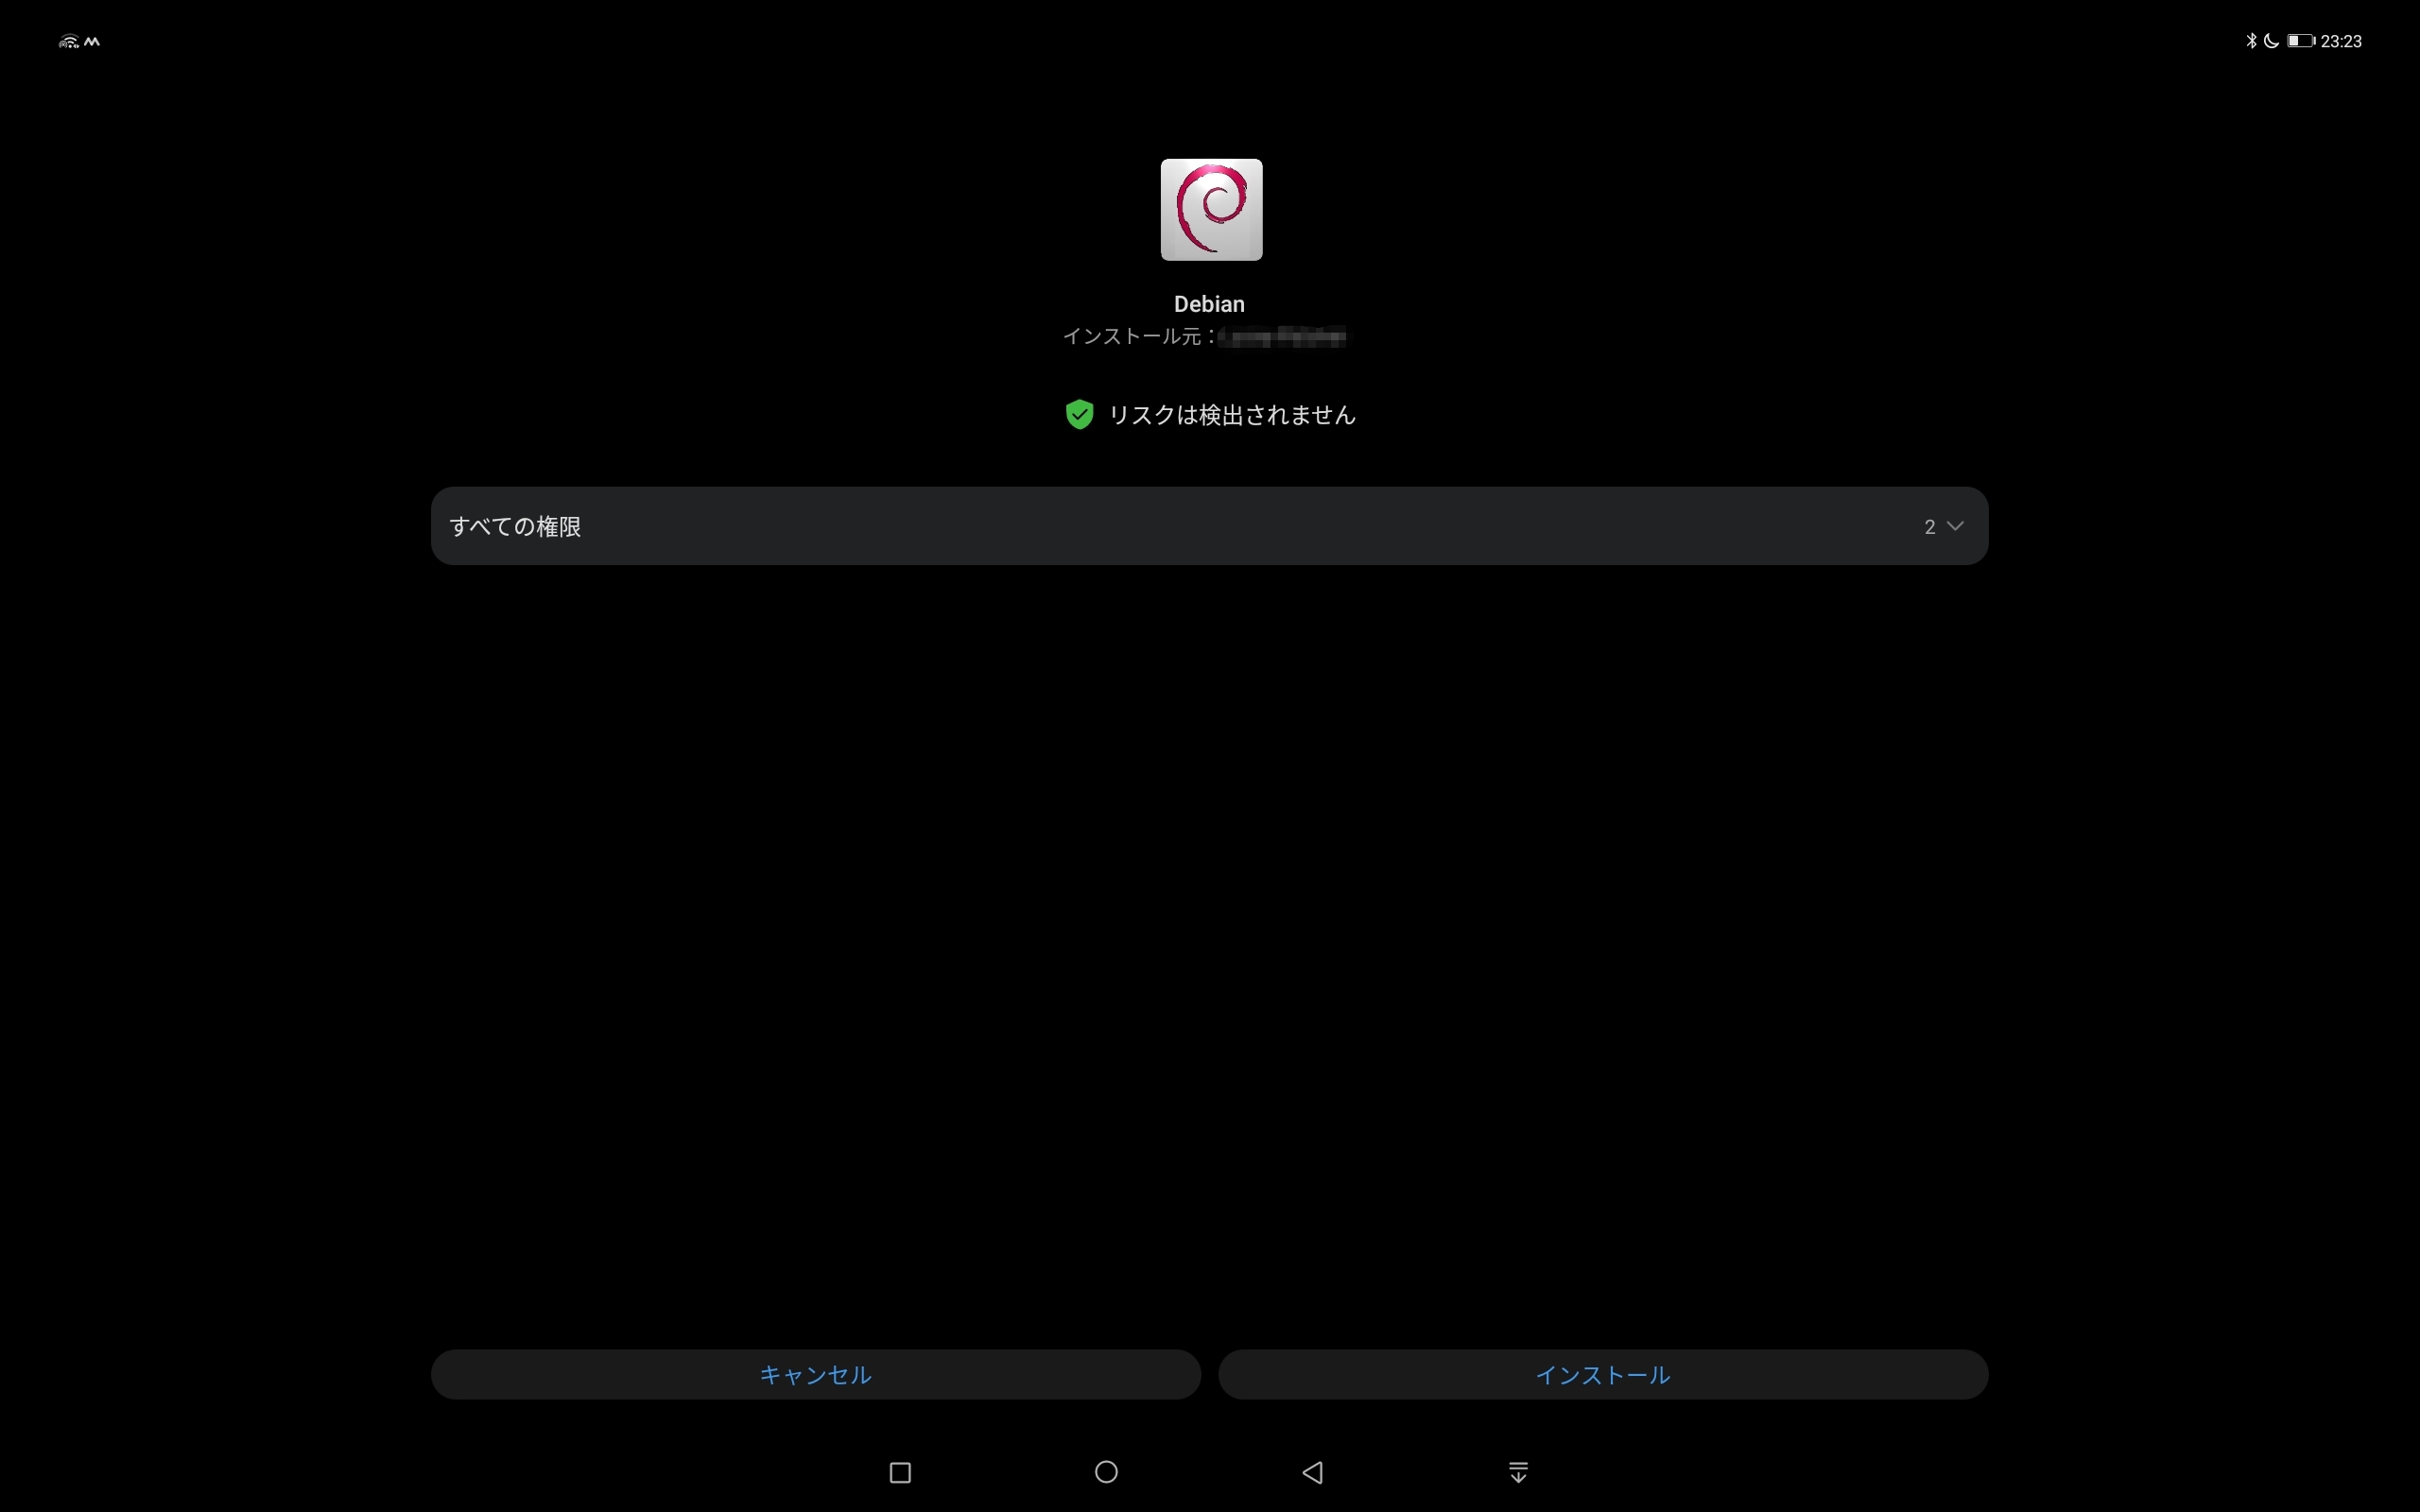 23:23
Debian
インストール元：
リスクは検出されません
すべての権限 2
キャンセル インストール